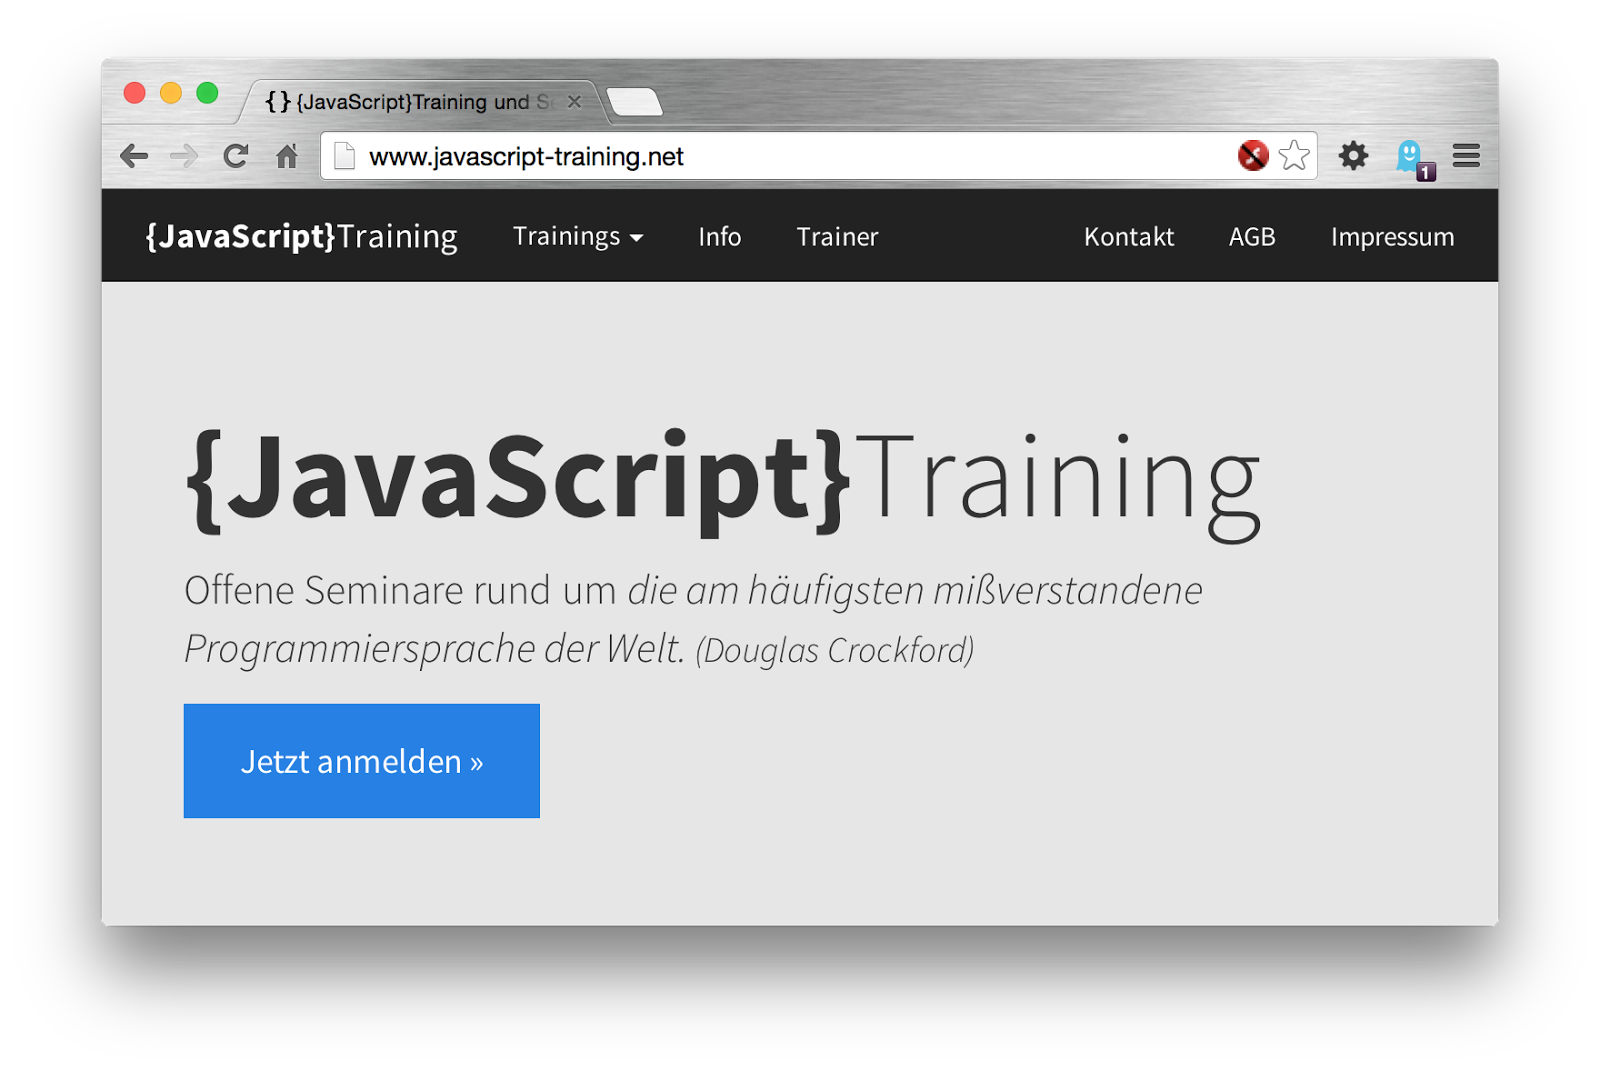 {} {JavaScript}Training und S
www.javascript-training.net
1
{JavaScript}Training Trainings Info Trainer Kontakt AGB Impressum
{JavaScript}Training
Offene Seminare rund um die am häufigsten mißverstandene
Programmiersprache der Welt. (Douglas Crockford)
Jetzt anmelden »